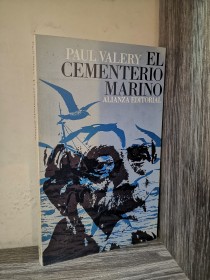 PAUL VALERY: EL
CEMENTERIO
MARINO
ALIANZA EDITORIAL